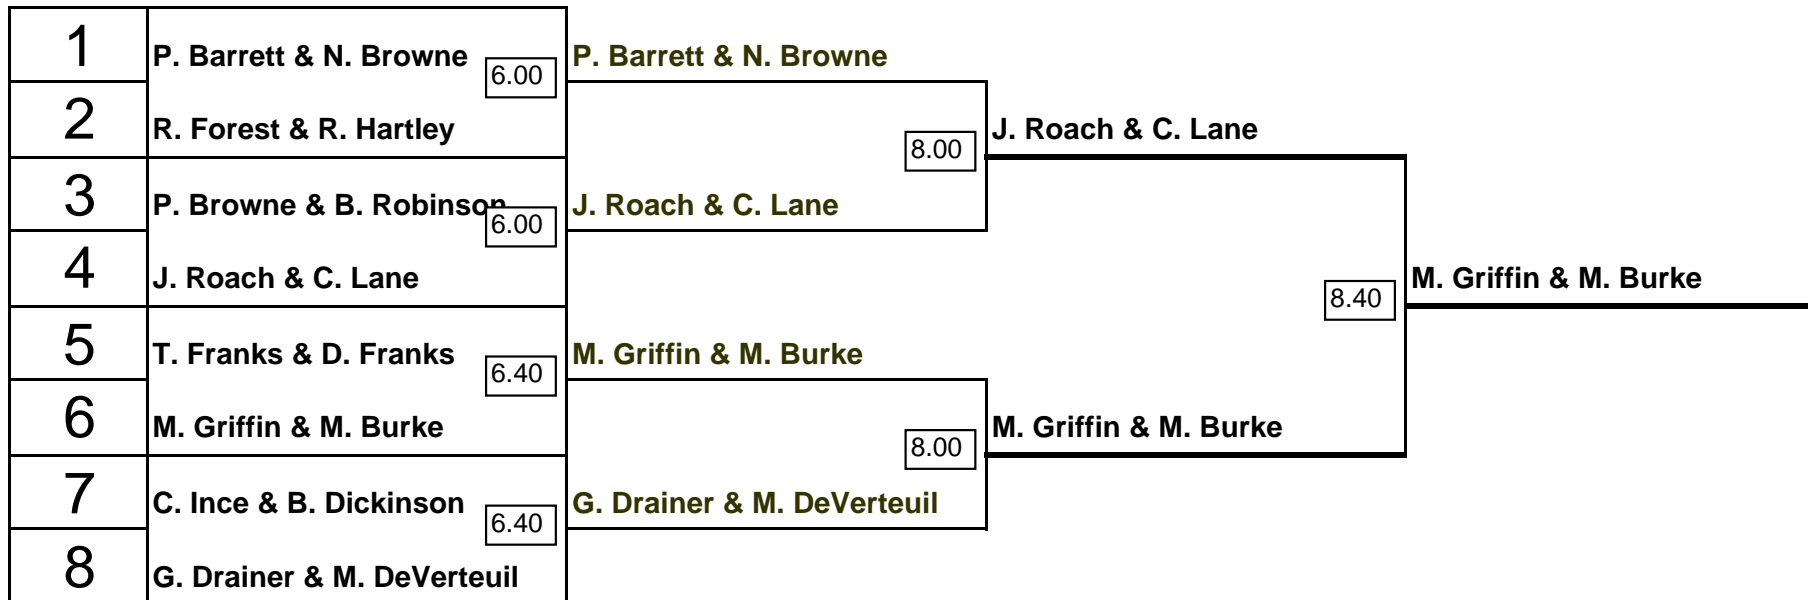 1 P. Barrett & N. Browne 6.00 P. Barrett & N. Browne
2 R. Forest & R. Hartley 8.00 J. Roach & C. Lane
3 P. Browne & B. Robinson 6.00 J. Roach & C. Lane
4 J. Roach & C. Lane 8.40 M. Griffin & M. Burke
5 T. Franks & D. Franks 6.40 M. Griffin & M. Burke
6 M. Griffin & M. Burke 8.00 M. Griffin & M. Burke
7 C. Ince & B. Dickinson 6.40 G. Drainer & M. DeVerteuil
8 G. Drainer & M. DeVerteuil